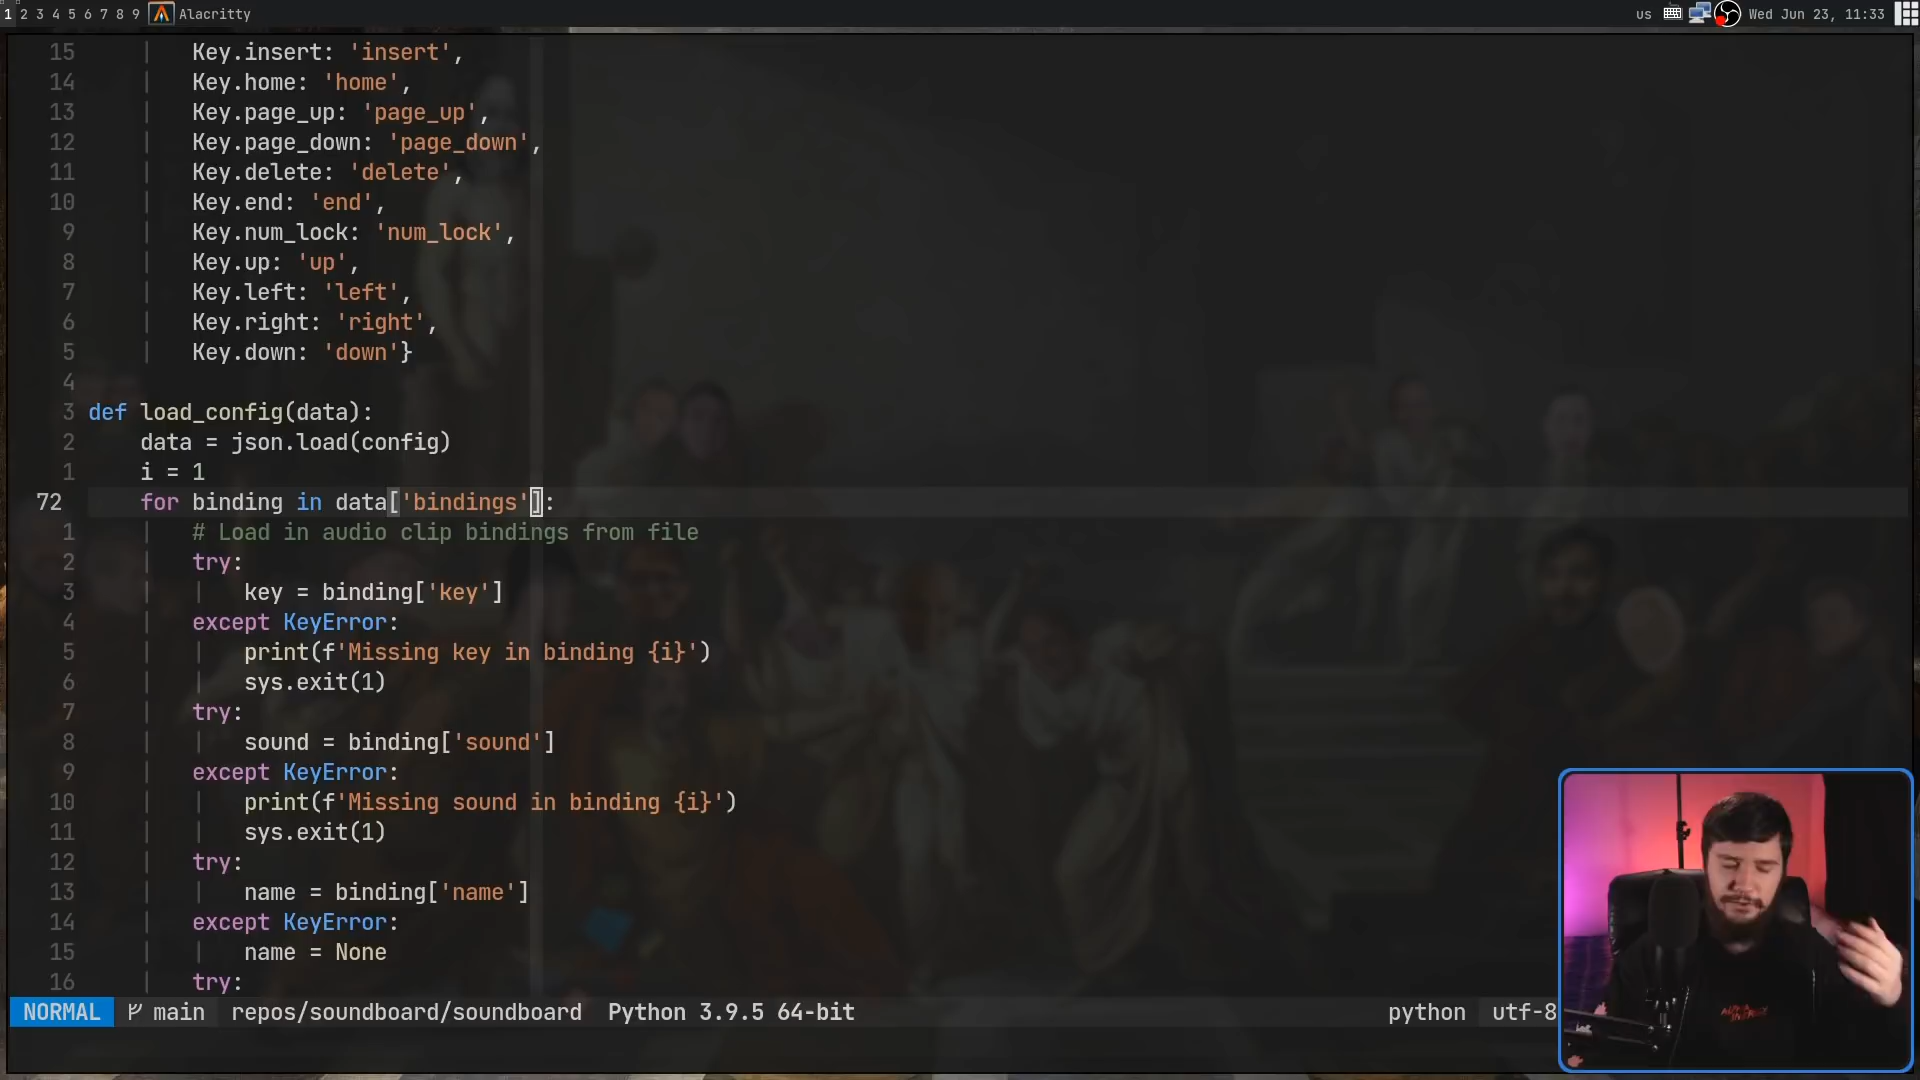 1 2 3 4 5 6 7 8 9 Alacritty us Wed Jun 23, 11:33
15 Key.insert: 'insert',
14 Key.home: 'home',
13 Key.page_up: 'page_up',
12 Key.page_down: 'page_down',
11 Key.delete: 'delete',
10 Key.end: 'end',
9 Key.num_lock: 'num_lock',
8 Key.up: 'up',
7 Key.left: 'left',
6 Key.right: 'right',
5 Key.down: 'down'}
4
3 def load_config(data):
2 data = json.load(config)
1 i = 1
72 for binding in data['bindings']:
1 # Load in audio clip bindings from file
2 try:
3 key = binding['key']
4 except KeyError:
5 print(f'Missing key in binding {i}')
6 sys.exit(1)
7 try:
8 sound = binding['sound']
9 except KeyError:
10 print(f'Missing sound in binding {i}')
11 sys.exit(1)
12 try:
13 name = binding['name']
14 except KeyError:
15 name = None
16 try:
NORMAL main repos/soundboard/soundboard Python 3.9.5 64-bit python utf-8